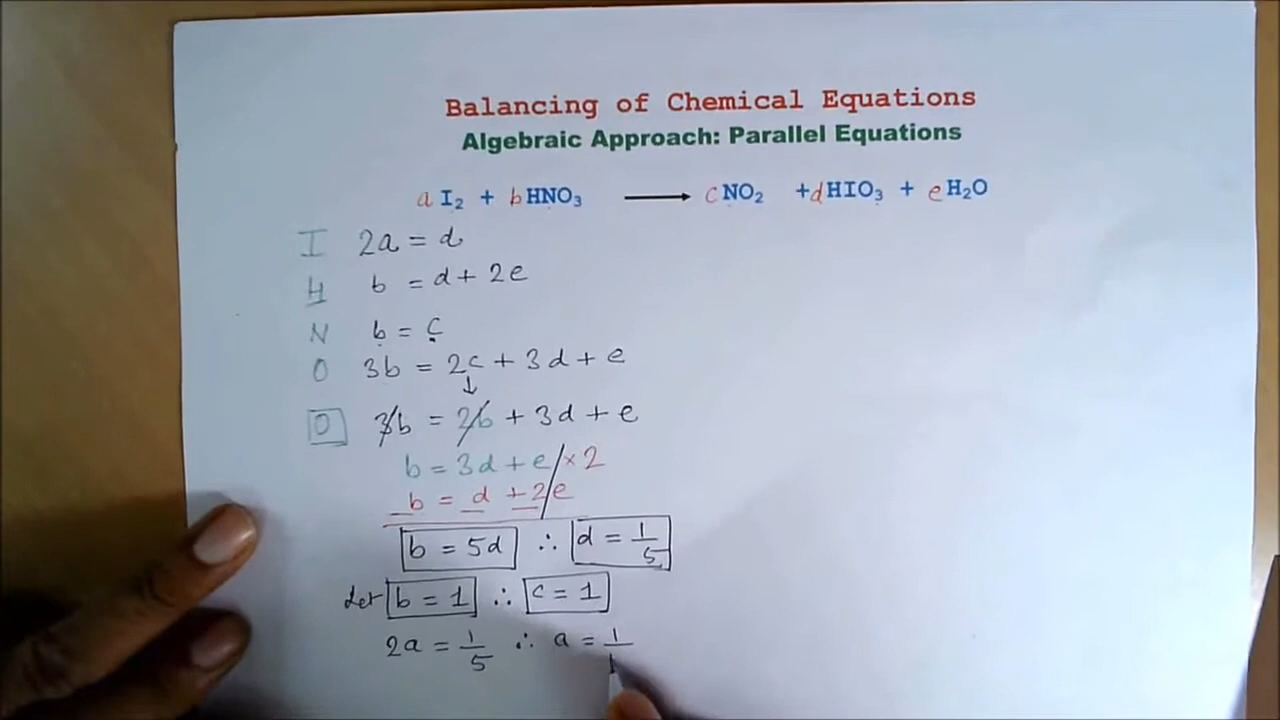 Balancing of Chemical Equations
Algebraic Approach: Parallel Equations
a I₂ + b HNO₃ ⟶ c NO₂ + d HIO₃ + e H₂O
I 2a = d
H b = d + 2e
N b = c
O 3b = 2c + 3d + e
↓
O 3b = 2b + 3d + e
b = 3d + e / × 2
b = d + 2e
b = 5d ∴ d = 1/5
Let b = 1 ∴ c = 1
2a = 1/5 ∴ a = 1/